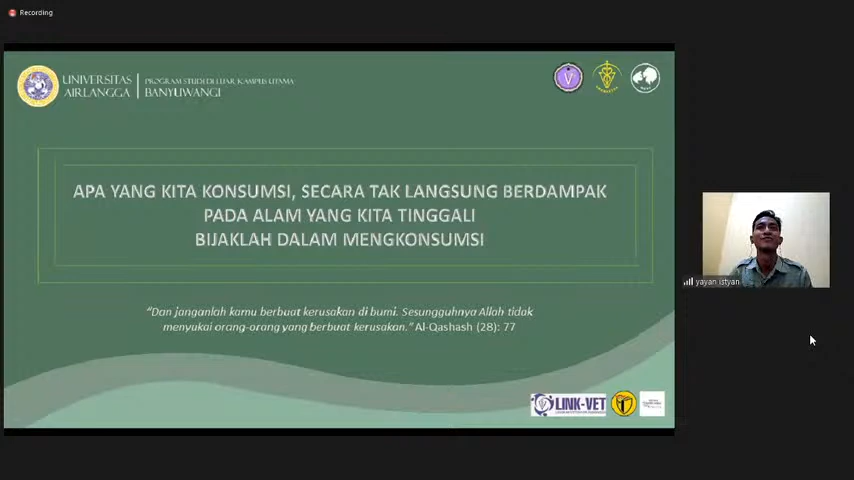 Recording
UNIVERSITAS
AIRLANGGA
PROGRAM STUDI DI LUAR KAMPUS UTAMA
BANYUWANGI
V
APA YANG KITA KONSUMSI, SECARA TAK LANGSUNG BERDAMPAK
PADA ALAM YANG KITA TINGGALI
BIJAKLAH DALAM MENGKONSUMSI
“Dan janganlah kamu berbuat kerusakan di bumi. Sesungguhnya Allah tidak
menyukai orang-orang yang berbuat kerusakan.” Al-Qashash (28): 77
yayan istyan
LINK-VET